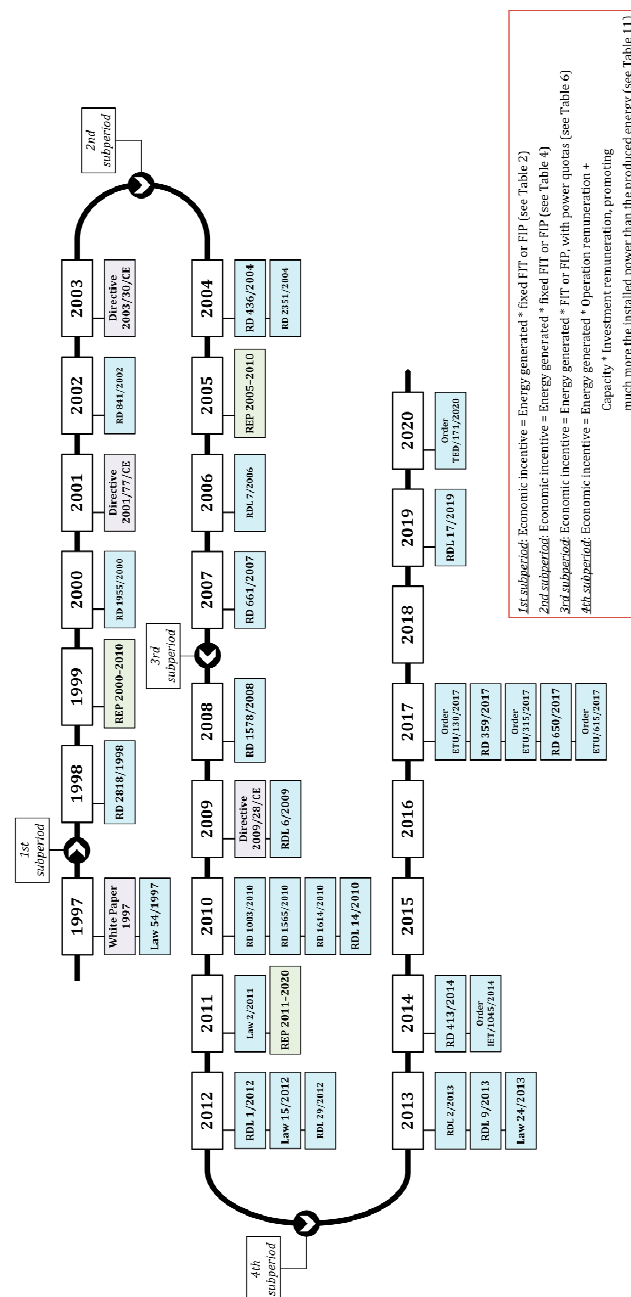 1st
subperiod
1997
White Paper
1997
Law 54/1997
1998
RD 2818/1998
1999
REP 2000–2010
2000
RD 1955/2000
2001
Directive
2001/77/CE
2002
RD 841/2002
2003
Directive
2003/30/CE
2nd
subperiod
2004
RD 436/2004
RD 2351/2004
2005
REP 2005–2010
2006
RDL 7/2006
2007
RD 661/2007
3rd
subperiod
2008
RD 1578/2008
2009
Directive
2009/28/CE
RDL 6/2009
2010
RD 1003/2010
RD 1565/2010
RD 1614/2010
RDL 14/2010
2011
Law 2/2011
REP 2011–2020
2012
RDL 1/2012
Law 15/2012
RDL 29/2012
4th
subperiod
2013
RDL 2/2013
RDL 9/2013
Law 24/2013
2014
RD 413/2014
Order
IET/1045/2014
2015
2016
2017
Order
ETU/130/2017
RD 359/2017
Order
ETU/315/2017
RD 650/2017
Order
ETU/615/2017
2018
2019
RDL 17/2019
2020
Order
TED/171/2020
1st subperiod: Economic incentive = Energy generated * fixed FIT or FIP (see Table 2)
2nd subperiod: Economic incentive = Energy generated * fixed FIT or FIP (see Table 4)
3rd subperiod: Economic incentive = Energy generated * FIT or FIP, with power quotas (see Table 6)
4th subperiod: Economic incentive = Energy generated * Operation remuneration +
Capacity * Investment remuneration, promoting
much more the installed power than the produced energy (see Table 11)